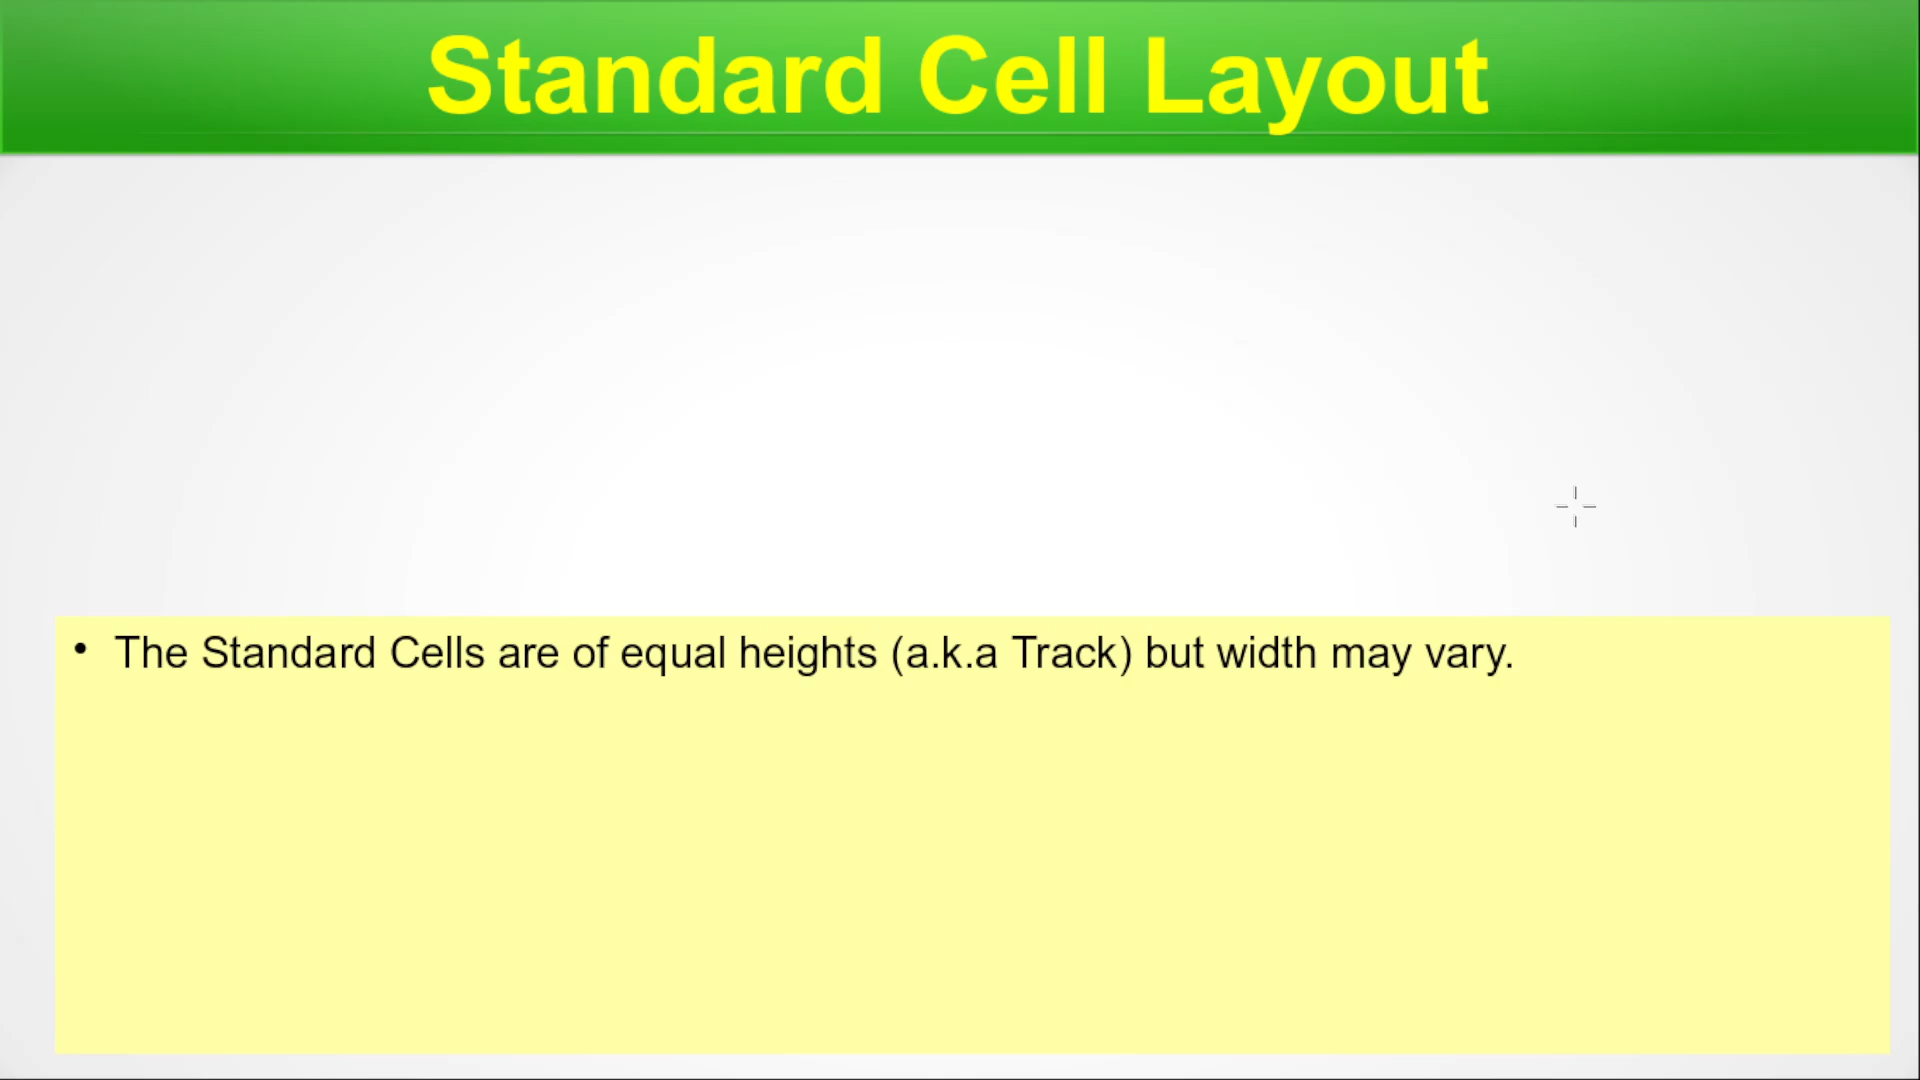 Standard Cell Layout
• The Standard Cells are of equal heights (a.k.a Track) but width may vary.